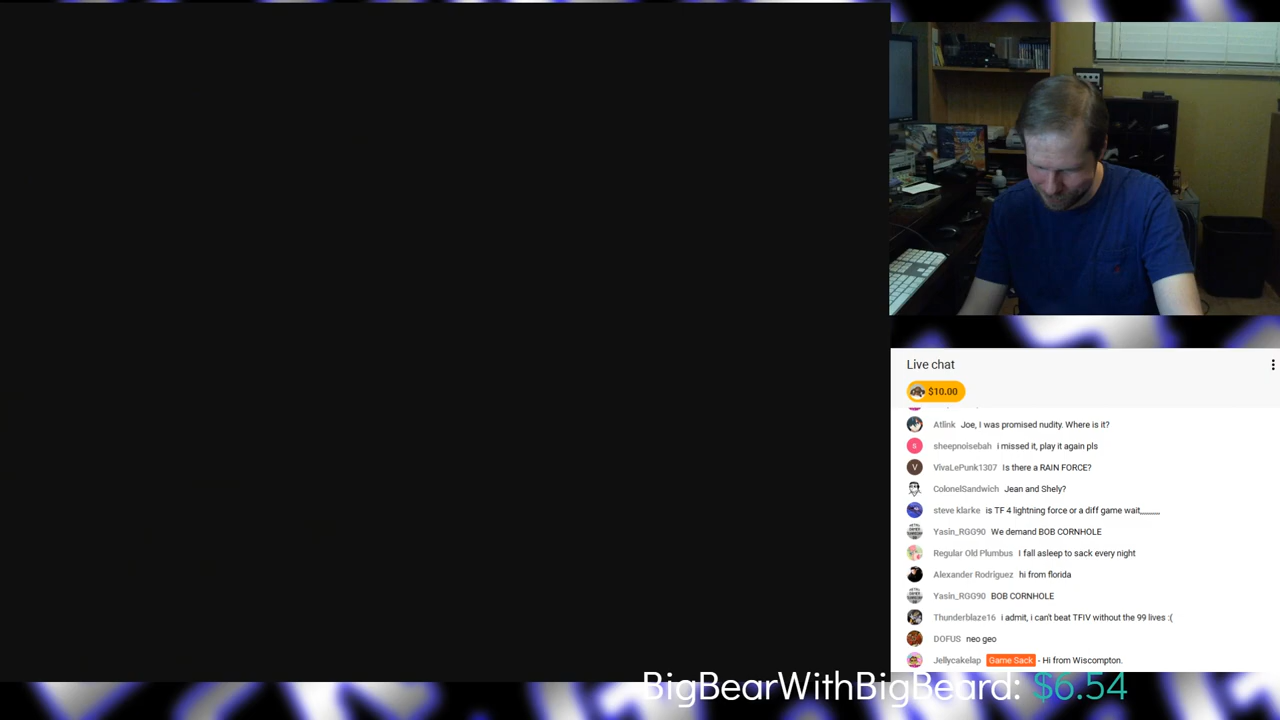 Live chat
$10.00
Atlink Joe, I was promised nudity. Where is it?
S sheepnoisebah i missed it, play it again pls
V VivaLePunk1307 Is there a RAIN FORCE?
ColonelSandwich Jean and Shely?
steve klarke is TF 4 lightning force or a diff game wait,,,,,,,,,,
Yasin_RGG90 We demand BOB CORNHOLE
Regular Old Plumbus I fall asleep to sack every night
Alexander Rodriguez hi from florida
Yasin_RGG90 BOB CORNHOLE
Thunderblaze16 i admit, i can't beat TFIV without the 99 lives :(
DOFUS neo geo
Jellycakelap Game Sack - Hi from Wiscompton.
BigBearWithBigBeard: $6.54